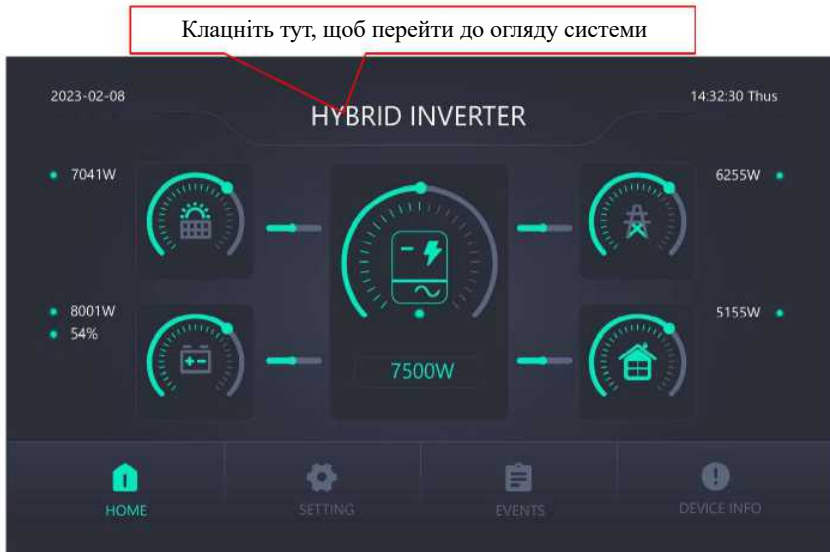 Клацніть тут, щоб перейти до огляду системи
2023-02-08
14:32:30 Thus
HYBRID INVERTER
7041W
6255W
8001W
54%
5155W
7500W
HOME
SETTING
EVENTS
DEVICE INFO